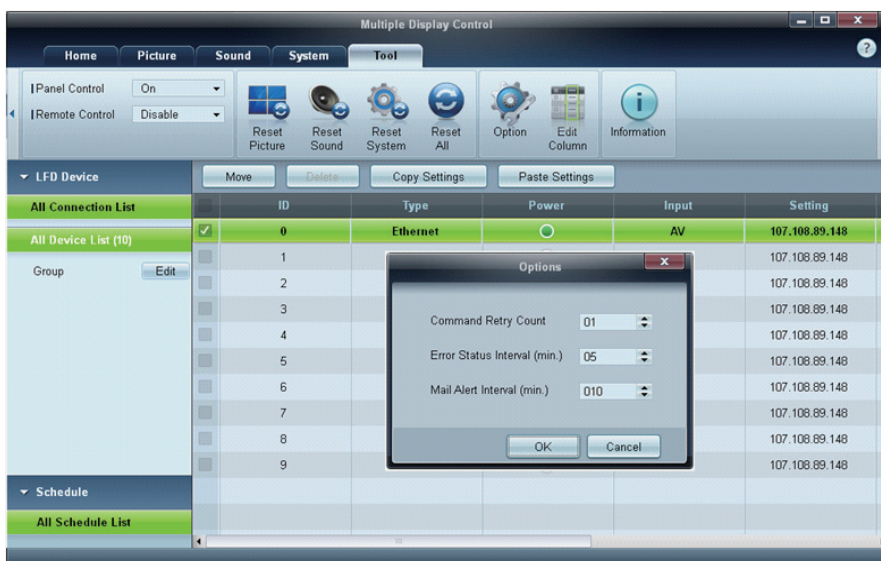 Multiple Display Control
Home Picture Sound System Tool
Panel Control On
Remote Control Disable
Reset Picture
Reset Sound
Reset System
Reset All
Option
Edit Column
Information
LFD Device
Move Delete Copy Settings Paste Settings
All Connection List
ID Type Power Input Setting
All Device List (10)
0 Ethernet AV 107.108.89.148
Group Edit
1 107.108.89.148
2 107.108.89.148
3 107.108.89.148
4 107.108.89.148
5 107.108.89.148
6 107.108.89.148
7 107.108.89.148
8 107.108.89.148
9 107.108.89.148
Options
Command Retry Count 01
Error Status Interval (min.) 05
Mail Alert Interval (min.) 010
OK Cancel
Schedule
All Schedule List